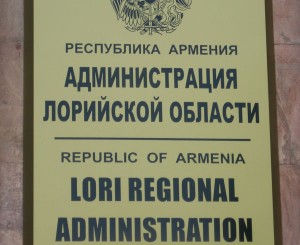 РЕСПУБЛИКА АРМЕНИЯ
АДМИНИСТРАЦИЯ
ЛОРИЙСКОЙ ОБЛАСТИ
REPUBLIC OF ARMENIA
LORI REGIONAL
ADMINISTRATION